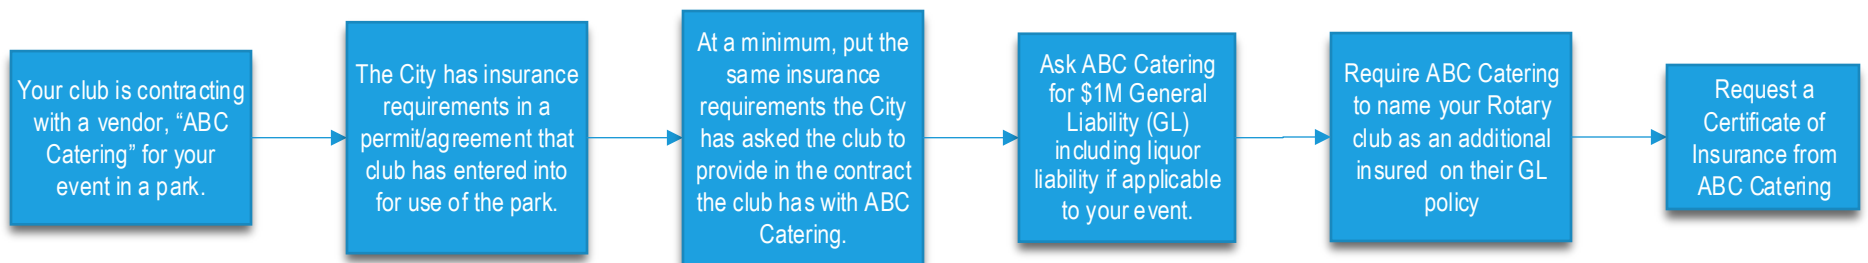 Your club is contracting
with a vendor, “ABC
Catering” for your
event in a park.
The City has insurance
requirements in a
permit/agreement that
club has entered into
for use of the park.
At a minimum, put the
same insurance
requirements the City
has asked the club to
provide in the contract
the club has with ABC
Catering.
Ask ABC Catering
for $1M General
Liability (GL)
including liquor
liability if applicable
to your event.
Require ABC Catering
to name your Rotary
club as an additional
insured on their GL
policy
Request a
Certificate of
Insurance from
ABC Catering